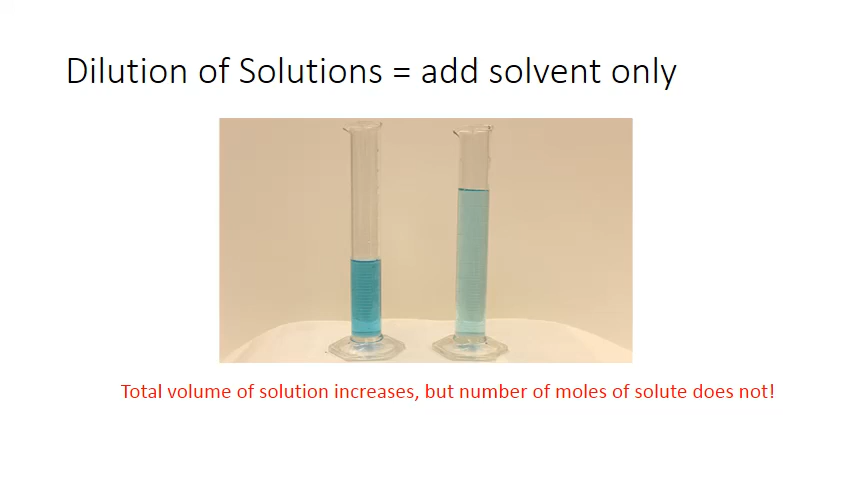 Dilution of Solutions = add solvent only
Total volume of solution increases, but number of moles of solute does not!